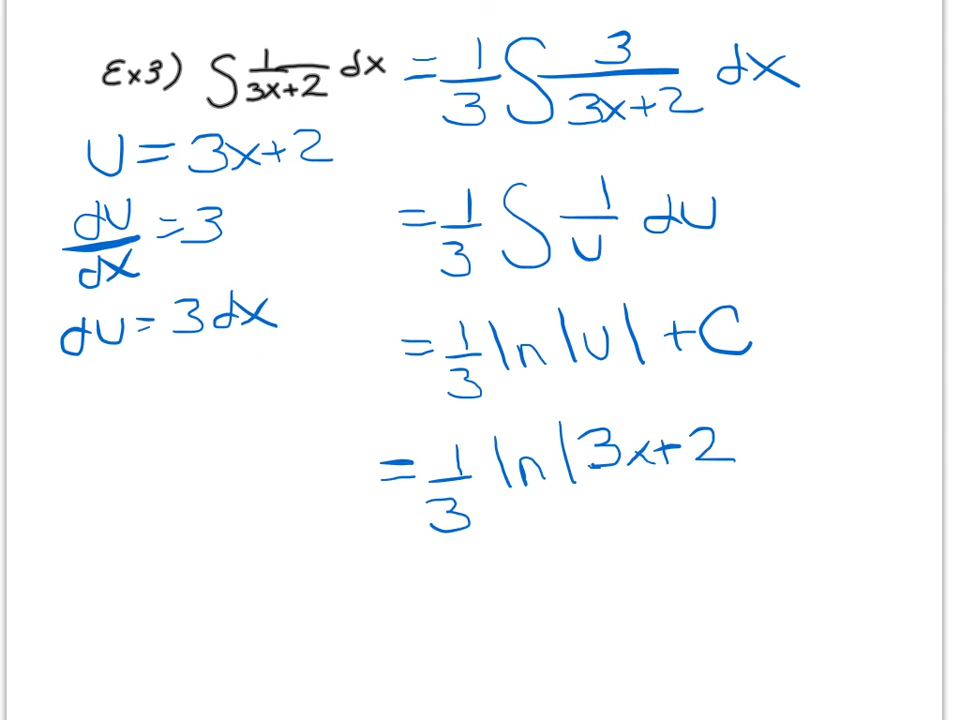 Ex3) ∫ 1/(3x+2) dx = 1/3 ∫ 3/(3x+2) dx
U = 3x+2
dU/dx = 3
= 1/3 ∫ 1/U dU
dU = 3dx
= 1/3 ln |U| + C
= 1/3 ln |3x+2